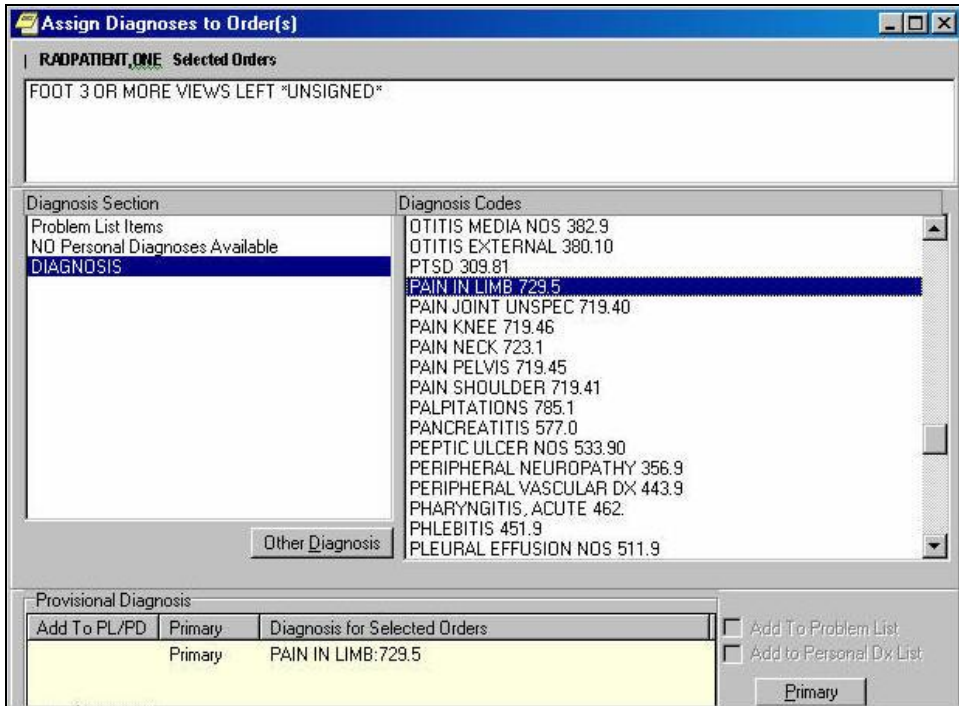 Assign Diagnoses to Order(s)
RADPATIENT,ONE Selected Orders
FOOT 3 OR MORE VIEWS LEFT *UNSIGNED*
Diagnosis Section
Problem List Items
NO Personal Diagnoses Available
DIAGNOSIS
Other Diagnosis
Diagnosis Codes
OTITIS MEDIA NOS 382.9
OTITIS EXTERNAL 380.10
PTSD 309.81
PAIN IN LIMB 729.5
PAIN JOINT UNSPEC 719.40
PAIN KNEE 719.46
PAIN NECK 723.1
PAIN PELVIS 719.45
PAIN SHOULDER 719.41
PALPITATIONS 785.1
PANCREATITIS 577.0
PEPTIC ULCER NOS 533.90
PERIPHERAL NEUROPATHY 356.9
PERIPHERAL VASCULAR DX 443.9
PHARYNGITIS, ACUTE 462.
PHLEBITIS 451.9
PLEURAL EFFUSION NOS 511.9
Provisional Diagnosis
Add To PL/PD Primary Diagnosis for Selected Orders
Primary PAIN IN LIMB:729.5
Add To Problem List
Add to Personal Dx List
Primary